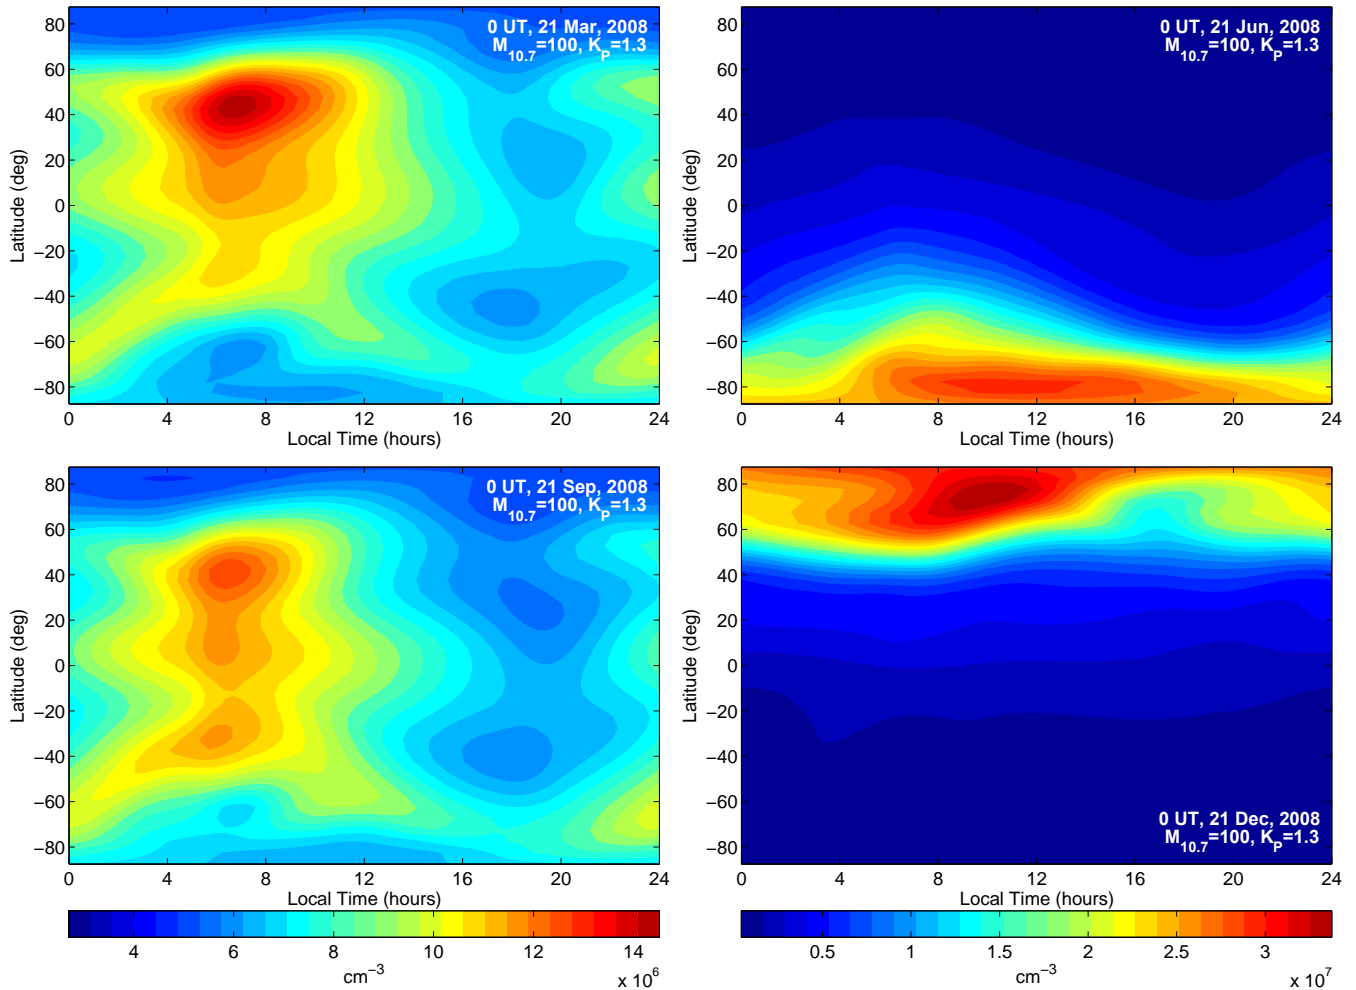 0 UT, 21 Mar, 2008
M10.7=100, KP=1.3
80
60
40
20
0
−20
−40
−60
−80
Latitude (deg)
0 4 8 12 16 20 24
Local Time (hours)
0 UT, 21 Jun, 2008
M10.7=100, KP=1.3
80
60
40
20
0
−20
−40
−60
−80
Latitude (deg)
0 4 8 12 16 20 24
Local Time (hours)
0 UT, 21 Sep, 2008
M10.7=100, KP=1.3
80
60
40
20
0
−20
−40
−60
−80
Latitude (deg)
0 4 8 12 16 20 24
Local Time (hours)
0 UT, 21 Dec, 2008
M10.7=100, KP=1.3
80
60
40
20
0
−20
−40
−60
−80
Latitude (deg)
0 4 8 12 16 20 24
Local Time (hours)
4 6 8 10 12 14
cm−3
x 106
0.5 1 1.5 2 2.5 3
cm−3
x 107